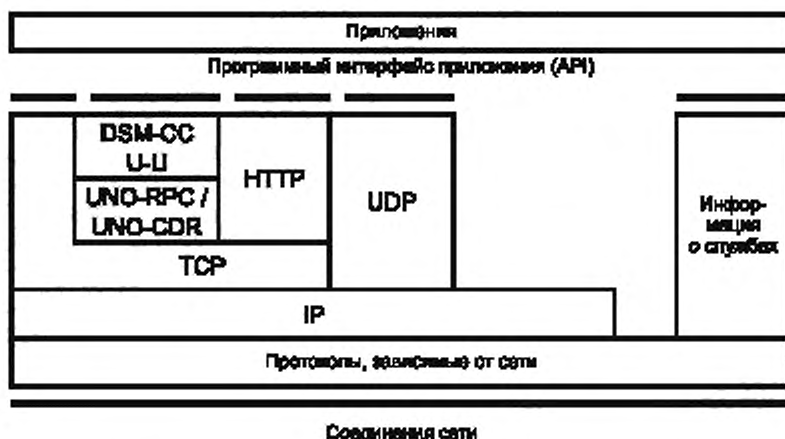 Приложения
Программный интерфейс приложения (API)
DSM-CC
U-U
UNO-RPC /
UNO-CDR
HTTP
UDP
Инфор-
мация
о службах
TCP
IP
Протоколы, зависимые от сети
Соединения сети